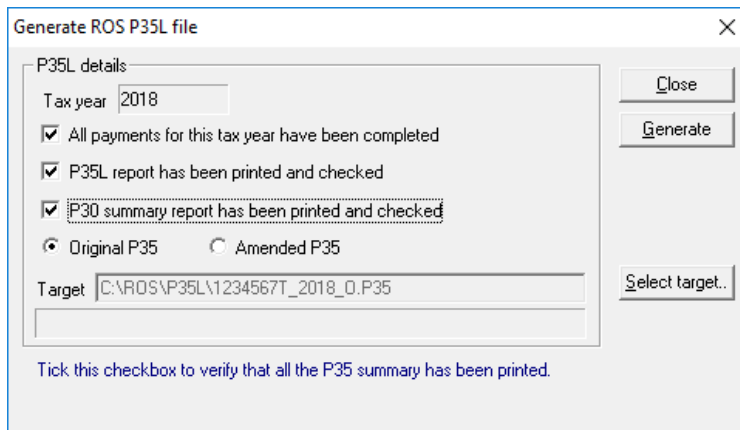 Generate ROS P35L file
P35L details
Close
Tax year 2018
Generate
All payments for this tax year have been completed
P35L report has been printed and checked
P30 summary report has been printed and checked
Original P35 Amended P35
Target C:\ROS\P35L\1234567T_2018_O.P35 Select target..
Tick this checkbox to verify that all the P35 summary has been printed.